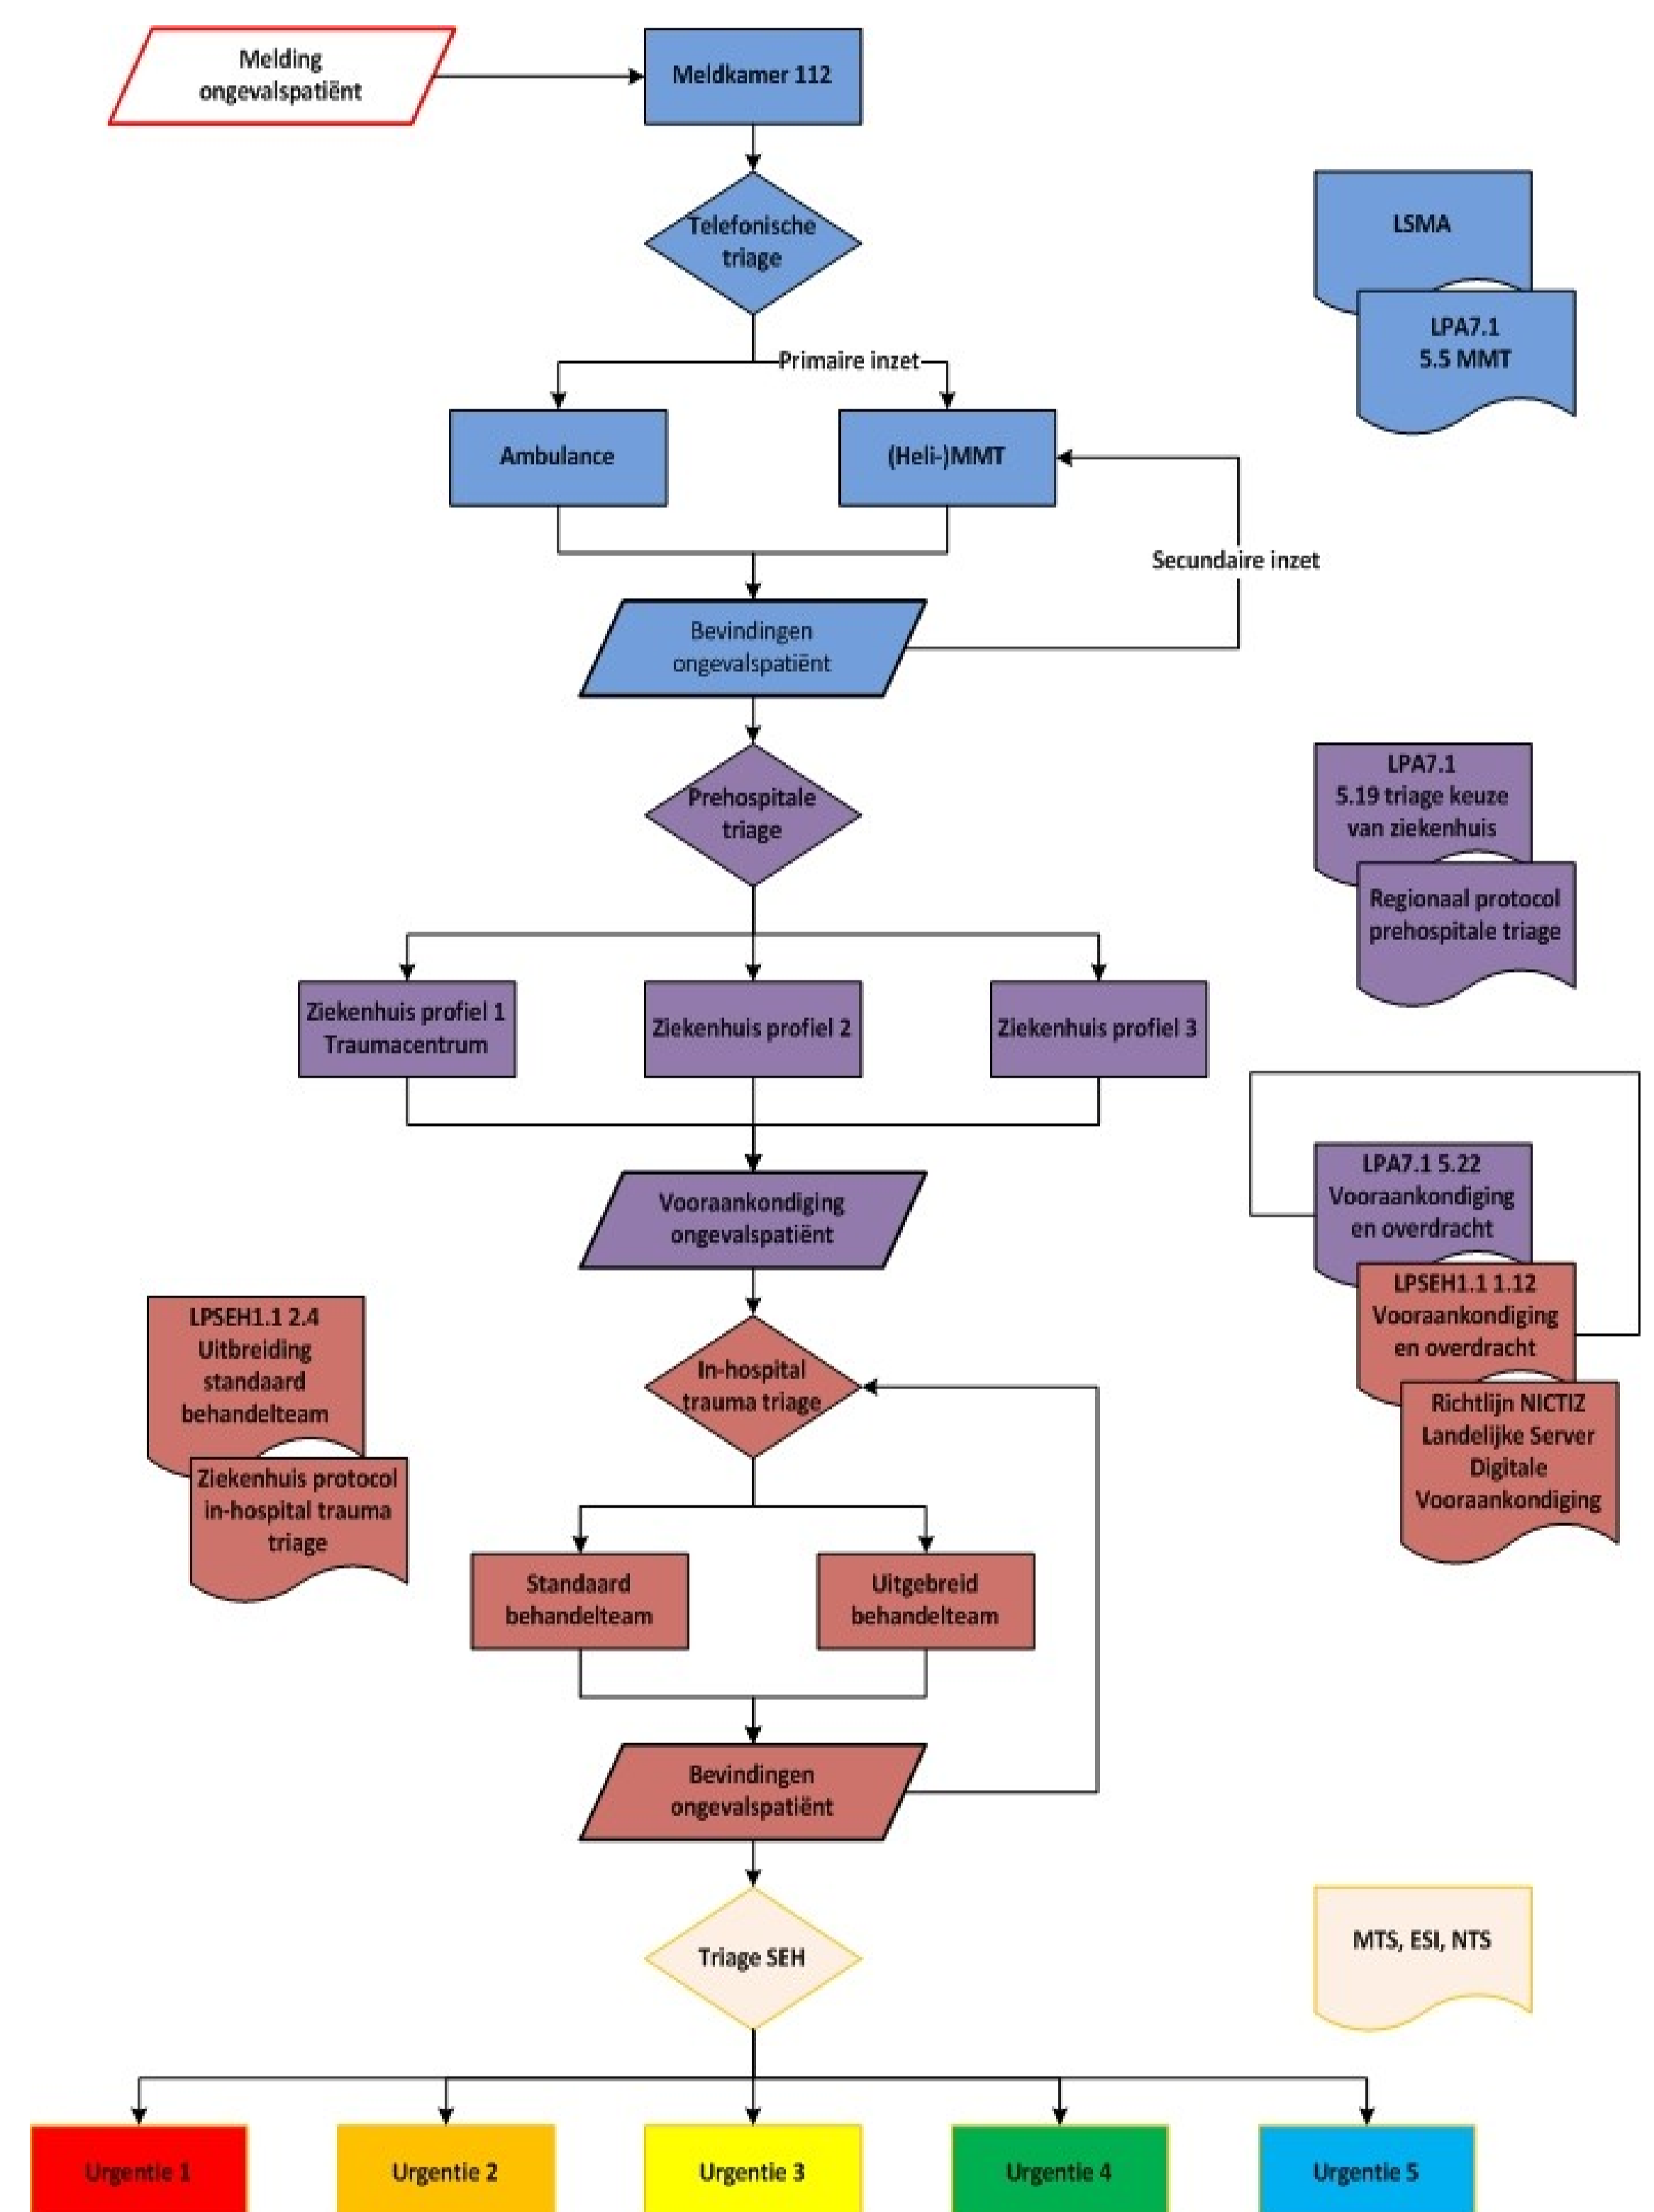 Melding
ongevalspatiënt
Meldkamer 112
Telefonische
triage
LSMA
LPA7.1
5.5 MMT
Primaire inzet
Ambulance
(Heli-)MMT
Secundaire inzet
Bevindingen
ongevalspatiënt
Prehospitale
triage
LPA7.1
5.19 triage keuze
van ziekenhuis
Regionaal protocol
prehospitale triage
Ziekenhuis profiel 1
Traumacentrum
Ziekenhuis profiel 2
Ziekenhuis profiel 3
Vooraankondiging
ongevalspatiënt
LPA7.1 5.22
Vooraankondiging
en overdracht
LPSEH1.1 1.12
Vooraankondiging
en overdracht
Richtlijn NICTIZ
Landelijke Server
Digitale
Vooraankondiging
LPSEH1.1 2.4
Uitbreiding
standaard
behandelteam
Ziekenhuis protocol
in-hospital trauma
triage
In-hospital
trauma triage
Standaard
behandelteam
Uitgebreid
behandelteam
Bevindingen
ongevalspatiënt
Triage SEH
MTS, ESI, NTS
Urgentie 1
Urgentie 2
Urgentie 3
Urgentie 4
Urgentie 5